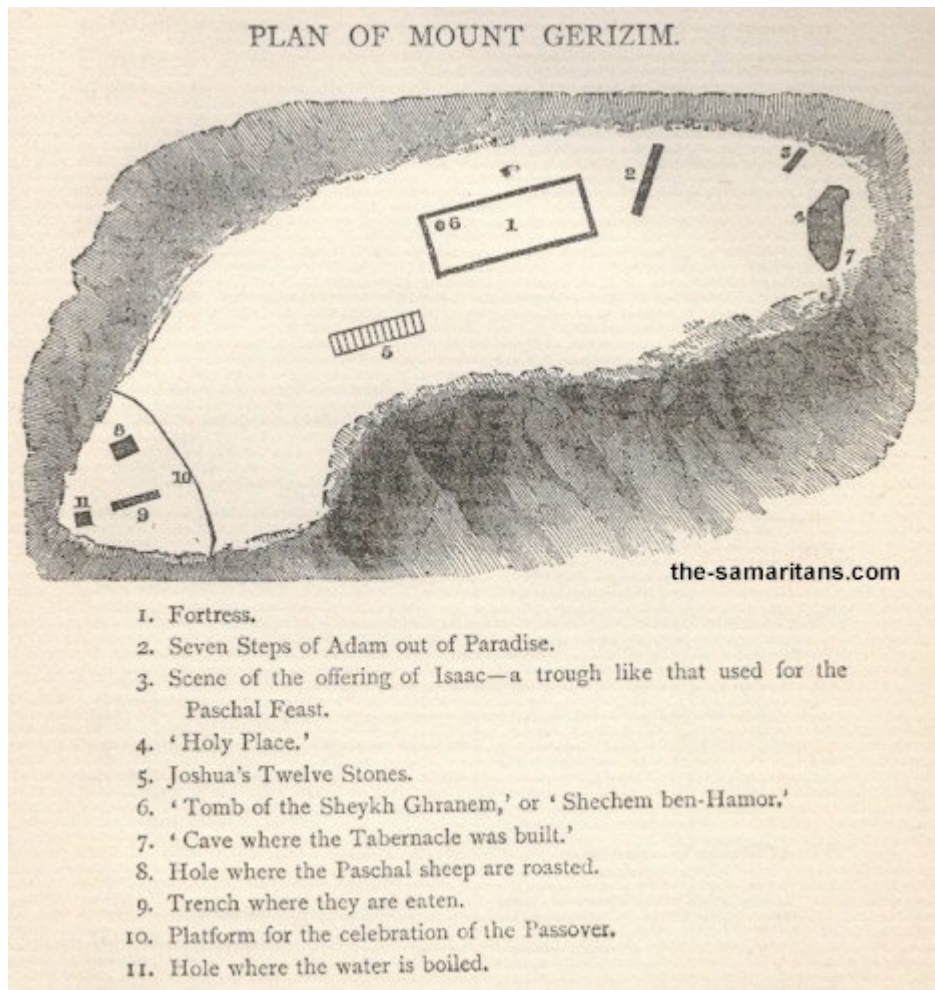 PLAN OF MOUNT GERIZIM.
2
3
6 1
4
7
5
8
10
11
9
the-samaritans.com
1. Fortress.
2. Seven Steps of Adam out of Paradise.
3. Scene of the offering of Isaac—a trough like that used for the
Paschal Feast.
4. ‘Holy Place.’
5. Joshua's Twelve Stones.
6. ‘Tomb of the Sheykh Ghranem,’ or ‘Shechem ben-Hamor.’
7. ‘Cave where the Tabernacle was built.’
8. Hole where the Paschal sheep are roasted.
9. Trench where they are eaten.
10. Platform for the celebration of the Passover.
11. Hole where the water is boiled.